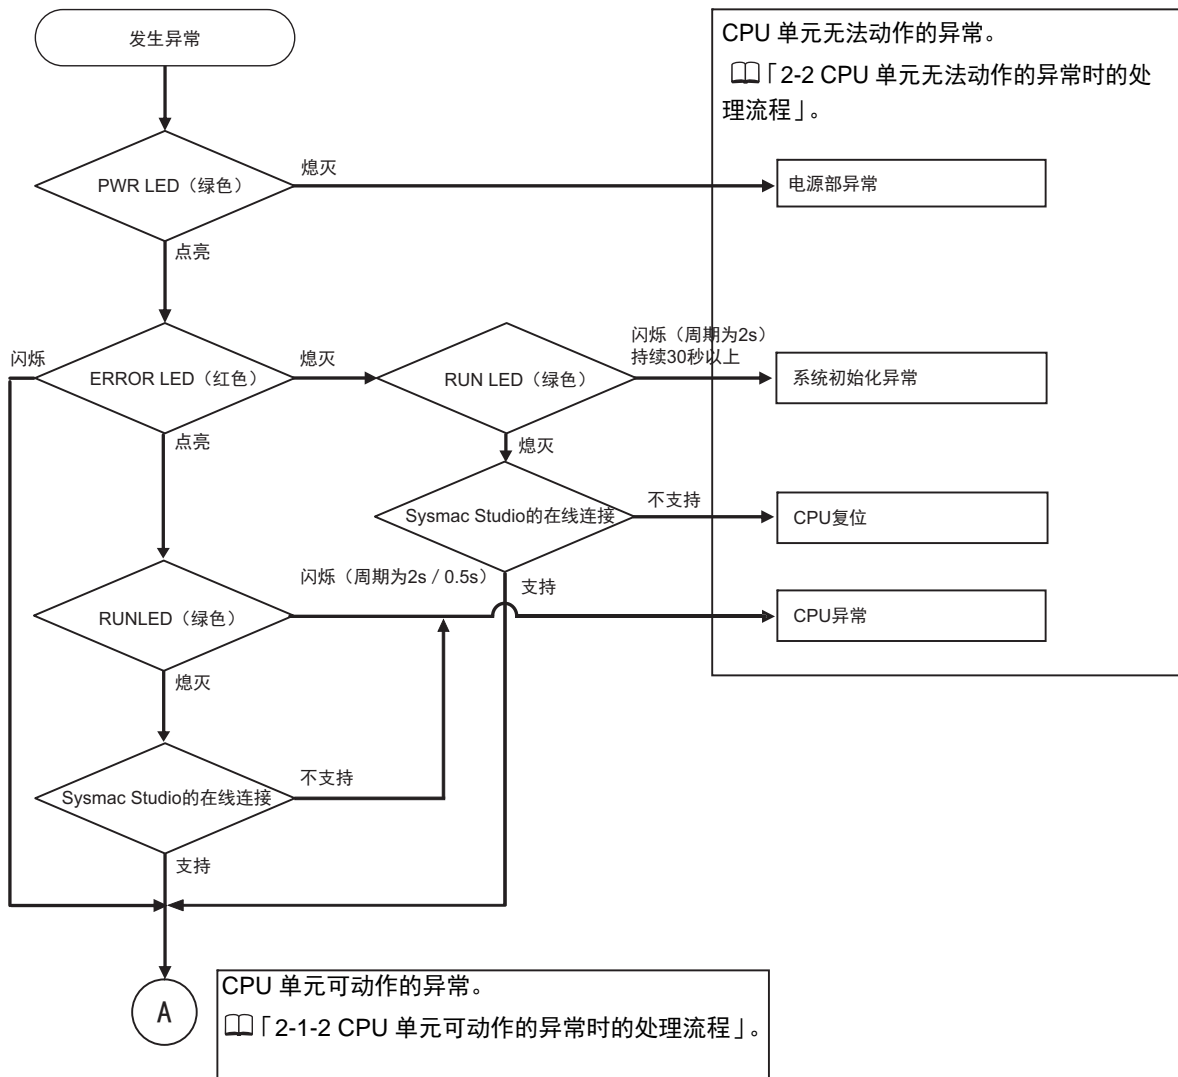 发生异常
CPU 单元无法动作的异常。
「2-2 CPU 单元无法动作的异常时的处
理流程」。
PWR LED（绿色）
熄灭
电源部异常
点亮
闪烁
ERROR LED（红色）
熄灭
RUN LED（绿色）
闪烁（周期为2s）
持续30秒以上
系统初始化异常
点亮
熄灭
Sysmac Studio的在线连接
不支持
CPU复位
支持
RUNLED（绿色）
闪烁（周期为2s / 0.5s）
CPU异常
熄灭
Sysmac Studio的在线连接
不支持
支持
A
CPU 单元可动作的异常。
「2-1-2 CPU 单元可动作的异常时的处理流程」。